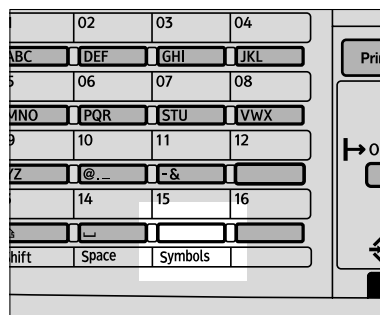 02 03 04
ABC DEF GHI JKL Pri
06 07 08
MNO PQR STU VWX
10 11 12
YZ @._ -&
14 15 16
Shift Space Symbols